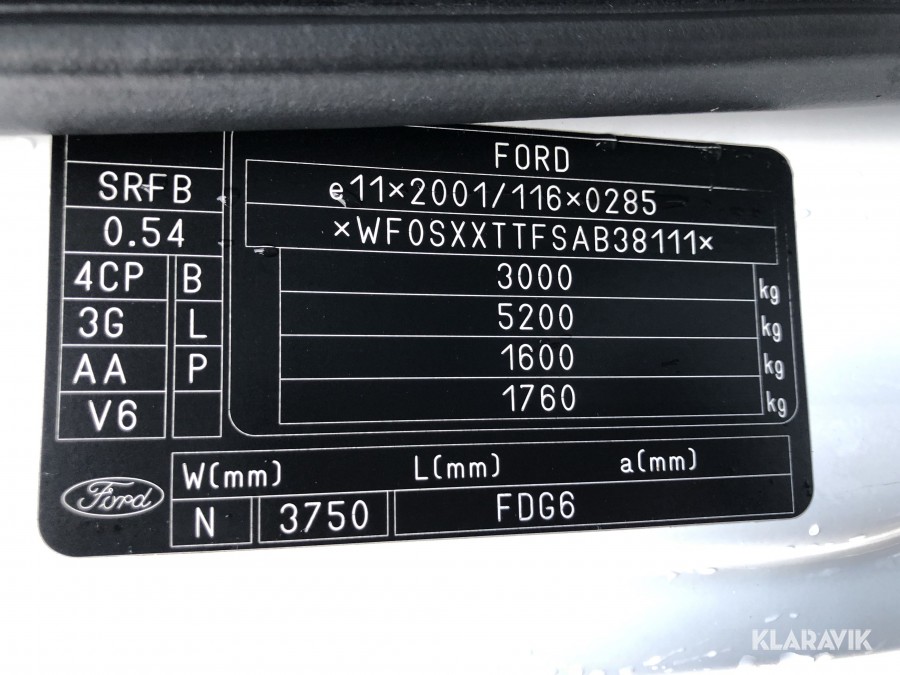 FORD
e11×2001/116×0285
×WF0SXXTTFSAB38111×
3000 kg
5200 kg
1600 kg
1760 kg
SRFB
0.54
4CP B
3G L
AA P
V6
Ford
W(mm) L(mm) a(mm)
N 3750 FDG6
KLARAVIK